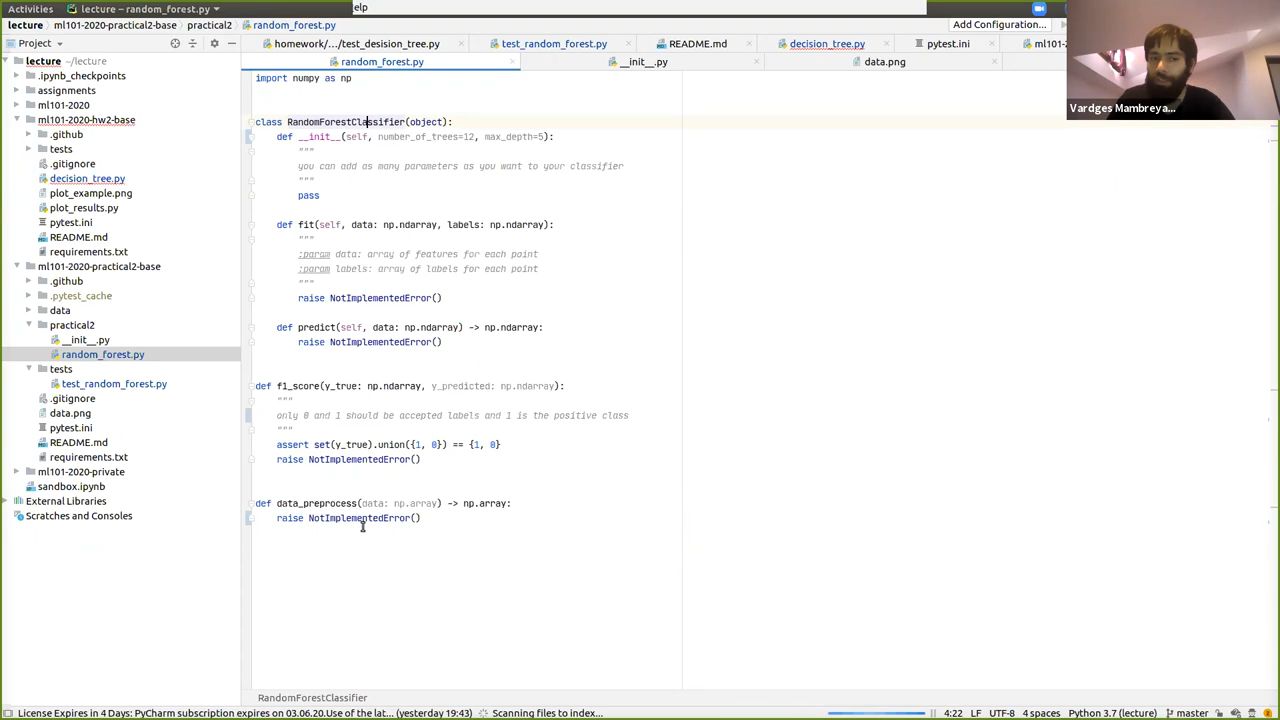 Activities
lecture – random_forest.py
elp
lecture
ml101-2020-practical2-base
practical2
random_forest.py
Add Configuration...
Project
homework/.../test_desision_tree.py
test_random_forest.py
README.md
decision_tree.py
pytest.ini
ml101
random_forest.py
__init__.py
data.png
Vardges Mambreya...
lecture ~/lecture
.ipynb_checkpoints
assignments
ml101-2020
ml101-2020-hw2-base
.github
tests
.gitignore
decision_tree.py
plot_example.png
plot_results.py
pytest.ini
README.md
requirements.txt
ml101-2020-practical2-base
.github
.pytest_cache
data
practical2
__init__.py
random_forest.py
tests
test_random_forest.py
.gitignore
data.png
pytest.ini
README.md
requirements.txt
ml101-2020-private
sandbox.ipynb
External Libraries
Scratches and Consoles
import numpy as np
class RandomForestClassifier(object):
def __init__(self, number_of_trees=12, max_depth=5):
"""
you can add as many parameters as you want to your classifier
"""
pass
def fit(self, data: np.ndarray, labels: np.ndarray):
"""
:param data: array of features for each point
:param labels: array of labels for each point
"""
raise NotImplementedError()
def predict(self, data: np.ndarray) -> np.ndarray:
raise NotImplementedError()
def f1_score(y_true: np.ndarray, y_predicted: np.ndarray):
"""
only 0 and 1 should be accepted labels and 1 is the positive class
"""
assert set(y_true).union({1, 0}) == {1, 0}
raise NotImplementedError()
def data_preprocess(data: np.array) -> np.array:
raise NotImplementedError()
RandomForestClassifier
License Expires in 4 Days: PyCharm subscription expires on 03.06.20.Use of the lat... (yesterday 19:43)
Scanning files to index...
4:22 LF UTF-8 4 spaces Python 3.7 (lecture) master